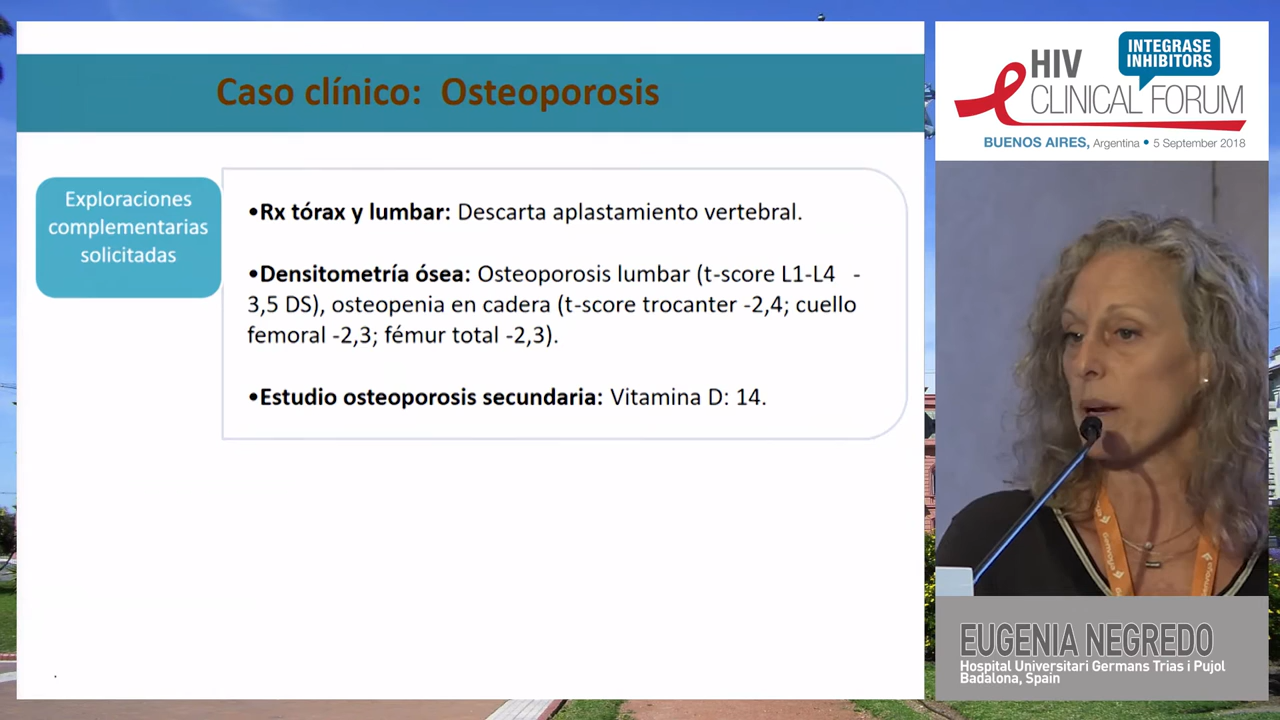 Caso clínico: Osteoporosis
Exploraciones
complementarias
solicitadas
•Rx tórax y lumbar: Descarta aplastamiento vertebral.
•Densitometría ósea: Osteoporosis lumbar (t-score L1-L4 -
3,5 DS), osteopenia en cadera (t-score trocanter -2,4; cuello
femoral -2,3; fémur total -2,3).
•Estudio osteoporosis secundaria: Vitamina D: 14.
.
INTEGRASE
INHIBITORS
HIV
CLINICAL FORUM
BUENOS AIRES, Argentina • 5 September 2018
Genvoya
EUGENIA NEGREDO
Hospital Universitari Germans Trias i Pujol
Badalona, Spain